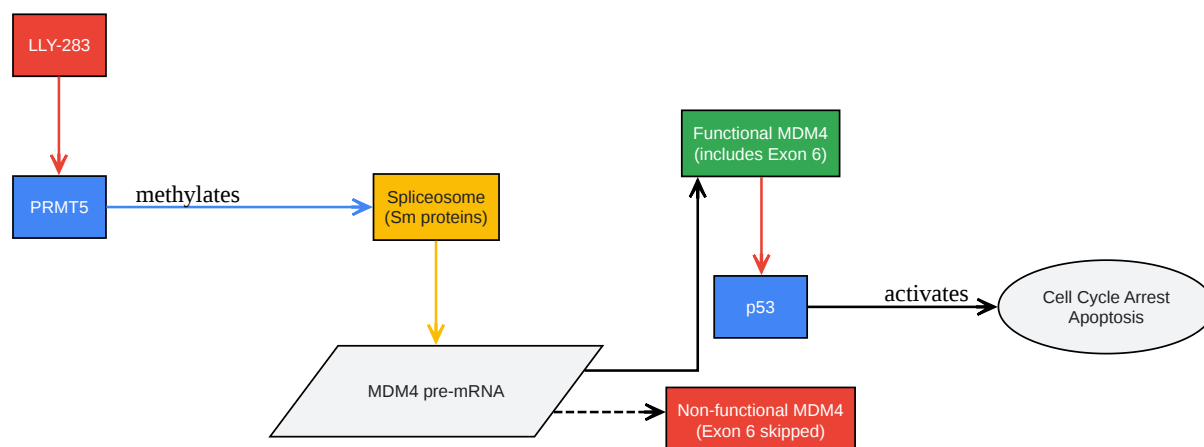 LLY-283
PRMT5
methylates
Spliceosome
(Sm proteins)
MDM4 pre-mRNA
Functional MDM4
(includes Exon 6)
p53
activates
Cell Cycle Arrest
Apoptosis
Non-functional MDM4
(Exon 6 skipped)